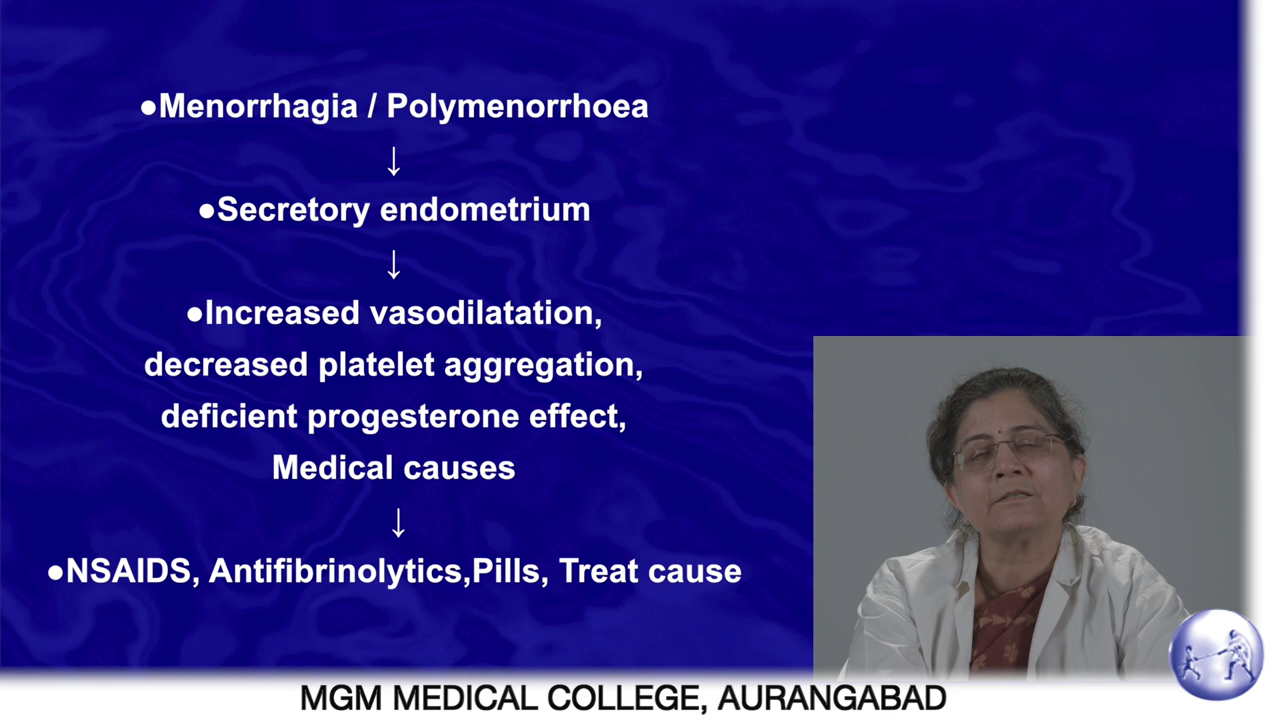 ●Menorrhagia / Polymenorrhoea
↓
●Secretory endometrium
↓
●Increased vasodilatation,
decreased platelet aggregation,
deficient progesterone effect,
Medical causes
↓
●NSAIDS, Antifibrinolytics,Pills, Treat cause
MGM MEDICAL COLLEGE, AURANGABAD